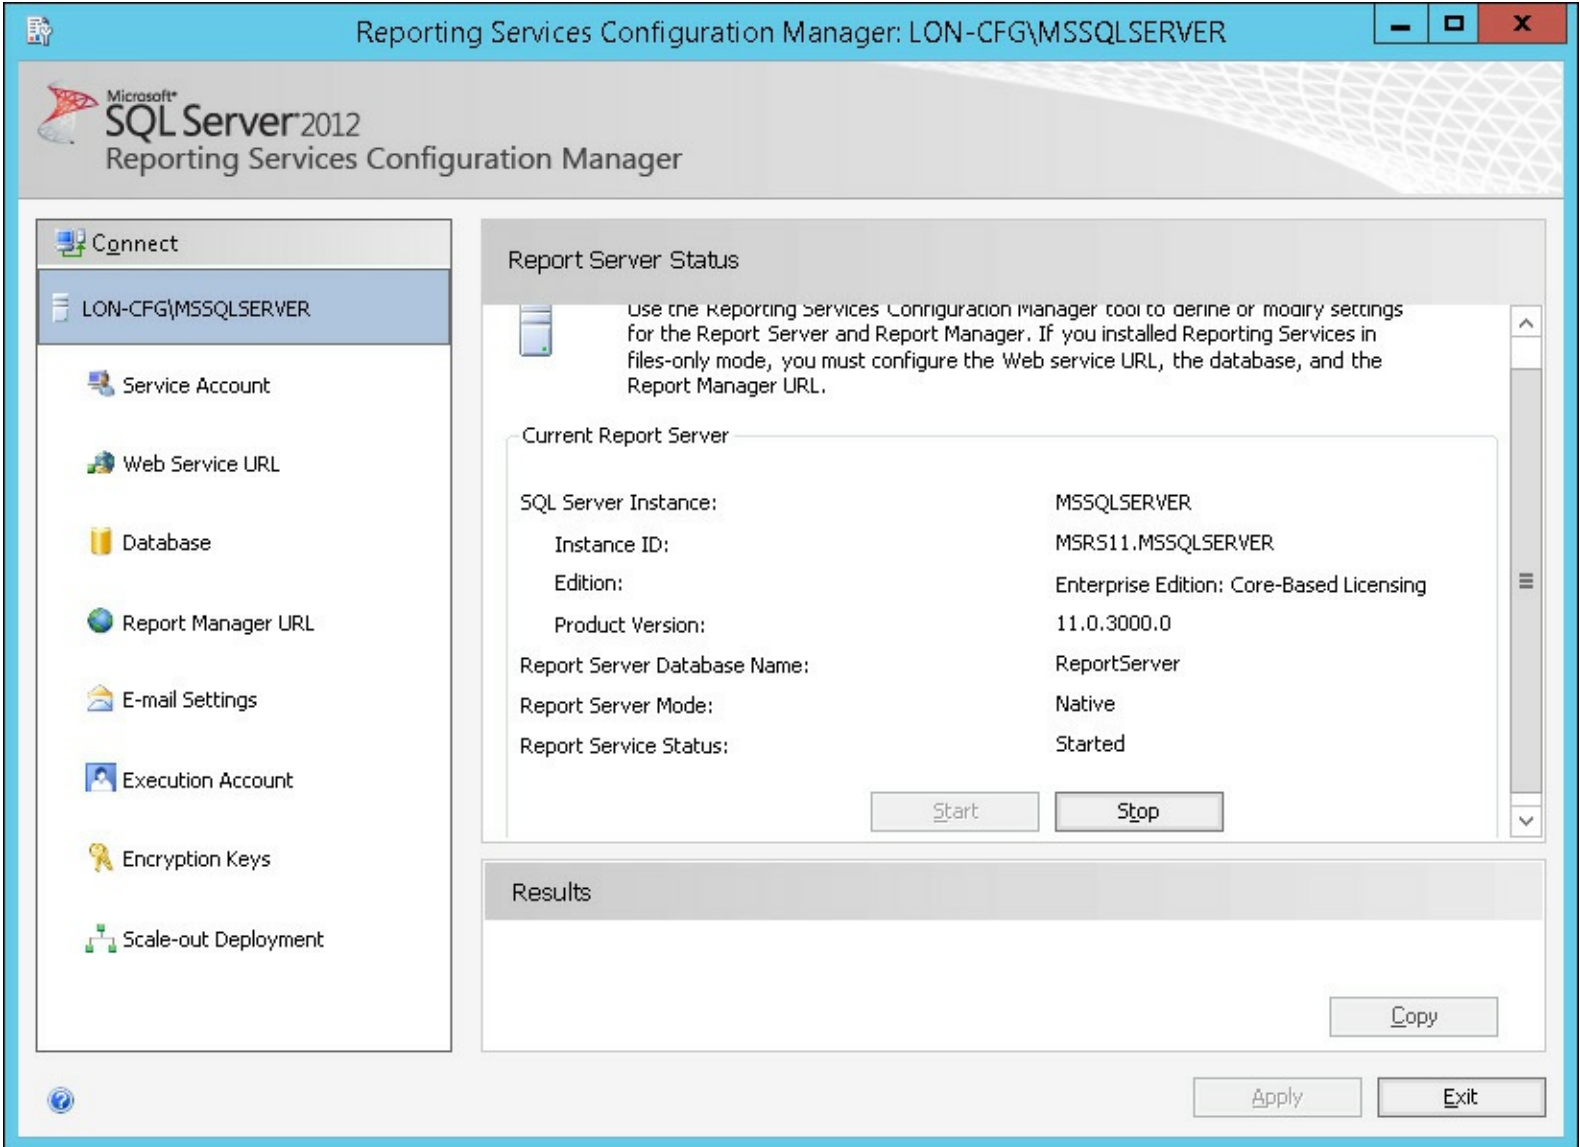 Reporting Services Configuration Manager: LON-CFG\MSSQLSERVER
Microsoft®
SQL Server 2012
Reporting Services Configuration Manager
Connect
LON-CFG\MSSQLSERVER
Service Account
Web Service URL
Database
Report Manager URL
E-mail Settings
Execution Account
Encryption Keys
Scale-out Deployment
Report Server Status
Use the Reporting Services Configuration Manager tool to define or modify settings
for the Report Server and Report Manager. If you installed Reporting Services in
files-only mode, you must configure the Web service URL, the database, and the
Report Manager URL.
Current Report Server
SQL Server Instance: MSSQLSERVER
Instance ID: MSRS11.MSSQLSERVER
Edition: Enterprise Edition: Core-Based Licensing
Product Version: 11.0.3000.0
Report Server Database Name: ReportServer
Report Server Mode: Native
Report Service Status: Started
Start Stop
Results
Copy
Apply Exit